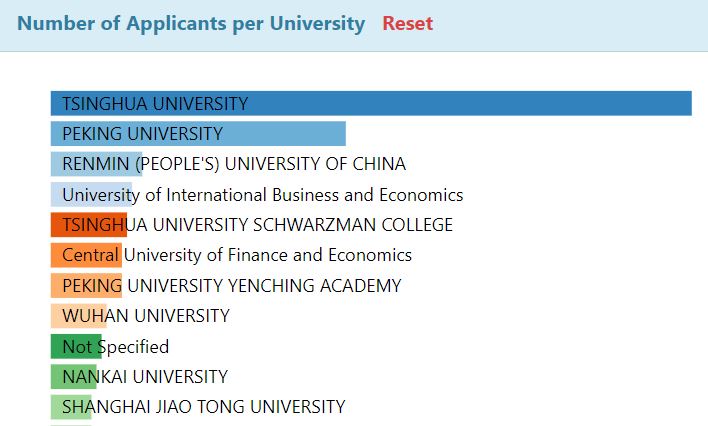 Number of Applicants per University Reset
TSINGHUA UNIVERSITY
PEKING UNIVERSITY
RENMIN (PEOPLE'S) UNIVERSITY OF CHINA
University of International Business and Economics
TSINGHUA UNIVERSITY SCHWARZMAN COLLEGE
Central University of Finance and Economics
PEKING UNIVERSITY YENCHING ACADEMY
WUHAN UNIVERSITY
Not Specified
NANKAI UNIVERSITY
SHANGHAI JIAO TONG UNIVERSITY